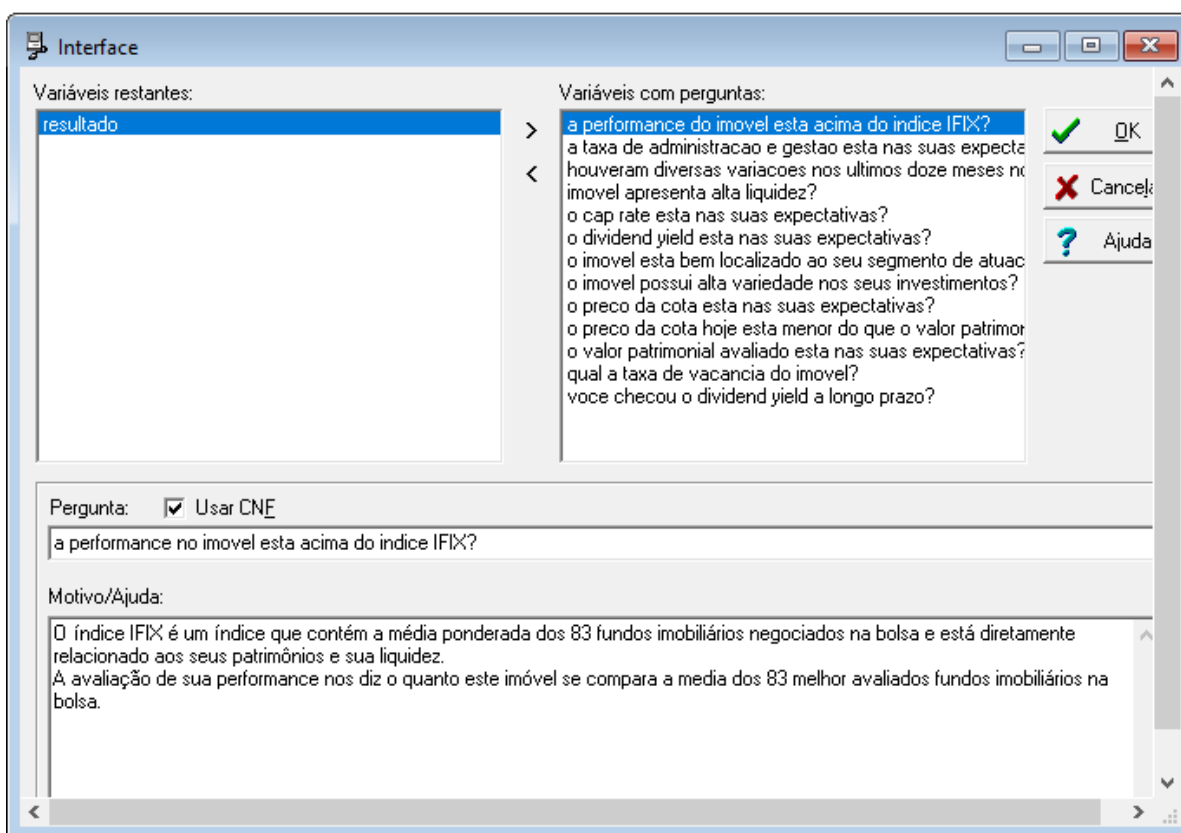 Interface
Variáveis restantes:
Variáveis com perguntas:
resultado
>
<
a performance do imovel esta acima do indice IFIX?
a taxa de administracao e gestao esta nas suas expecta
houveram diversas variacoes nos ultimos doze meses no
imovel apresenta alta liquidez?
o cap rate esta nas suas expectativas?
o dividend yield esta nas suas expectativas?
o imovel esta bem localizado ao seu segmento de atuac
o imovel possui alta variedade nos seus investimentos?
o preco da cota esta nas suas expectativas?
o preco da cota hoje esta menor do que o valor patrimon
o valor patrimonial avaliado esta nas suas expectativas?
qual a taxa de vacancia do imovel?
voce checou o dividend yield a longo prazo?
OK
Cancela
Ajuda
Pergunta:
Usar CNF
a performance no imovel esta acima do indice IFIX?
Motivo/Ajuda:
O índice IFIX é um índice que contém a média ponderada dos 83 fundos imobiliários negociados na bolsa e está diretamente
relacionado aos seus patrimônios e sua liquidez.
A avaliação de sua performance nos diz o quanto este imóvel se compara a media dos 83 melhor avaliados fundos imobiliários na
bolsa.